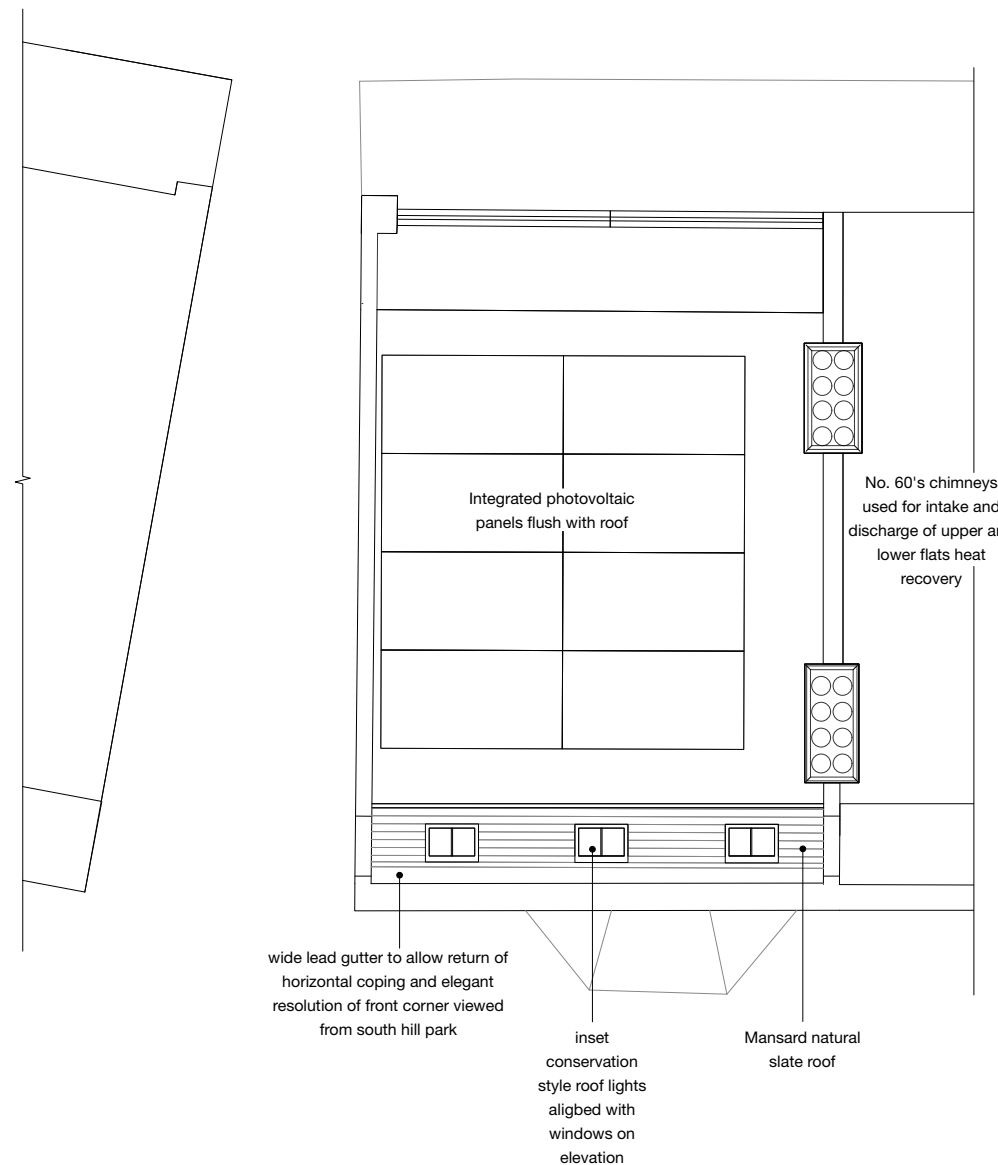 Integrated photovoltaic
panels flush with roof
No. 60's chimneys
used for intake and
discharge of upper an
lower flats heat
recovery
wide lead gutter to allow return of
horizontal coping and elegant
resolution of front corner viewed
from south hill park
inset
conservation
style roof lights
aligbed with
windows on
elevation
Mansard natural
slate roof